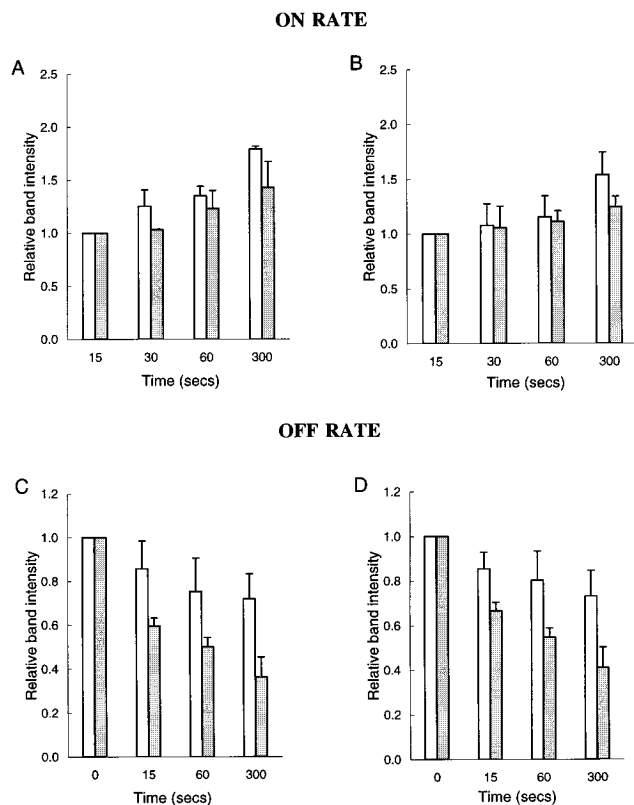 ON RATE
A
Relative band intensity
2.5
2.0
1.5
1.0
1.5
0.0
15 30 60 300
Time (secs)
B
Relative band intensity
2.5
2.0
1.5
1.0
0.5
0.0
15 30 60 300
Time (secs)
OFF RATE
C
Relative band intensity
1.2
1.0
0.8
0.6
0.4
0.2
0.0
0 15 60 300
Time (secs)
D
Relative band intensity
1.2
1.0
0.8
0.6
0.4
0.2
0.0
0 15 60 300
Time (secs)